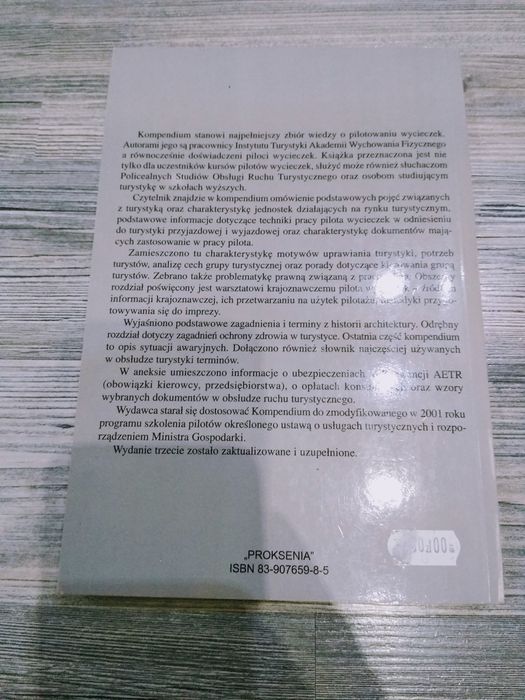 Kompendium stanowi najpełniejszy zbiór wiedzy o pilotowaniu wycieczek.
Autorami jego są pracownicy Instytutu Turystyki Akademii Wychowania Fizycznego
a równocześnie doświadczeni piloci wycieczek. Książka przeznaczona jest nie
tylko dla uczestników kursów pilotów wycieczek, służyć może również słuchaczom
Policealnych Studiów Obsługi Ruchu Turystycznego oraz osobom studiującym
turystykę w szkołach wyższych.
Czytelnik znajdzie w kompendium omówienie podstawowych pojęć związanych
z turystyką oraz charakterystykę jednostek działających na rynku turystycznym,
podstawowe informacje dotyczące techniki pracy pilota wycieczek w odniesieniu
do turystyki przyjazdowej i wyjazdowej oraz charakterystykę dokumentów mają-
cych zastosowanie w pracy pilota.
Zamieszczono tu charakterystykę motywów uprawiania turystyki, potrzeb
turystów, analizę cech grupy turystycznej oraz porady dotyczące kierowania grupą
turystów. Zebrano także problematykę prawną związaną z Obszerny
rozdział poświęcony jest warsztatowi krajoznawczemu pilota
informacji krajoznawczej, ich przetwarzaniu na użytek pilotażu, przygo-
towywania się do imprezy.
Wyjaśniono podstawowe zagadnienia i terminy z historii architektury. Odrębny
rozdział dotyczy zagadnień ochrony zdrowia w turystyce. Ostatnia część kompendium
to opis sytuacji awaryjnych. Dołączono również słownik najczęściej używanych
w obsłudze turystyki terminów.
W aneksie umieszczono informacje o ubezpieczeniach AETR
(obowiązki kierowcy, przedsiębiorstwa), o opłatach oraz wzory
wybranych dokumentów w obsłudze ruchu turystycznego.
Wydawca starał się dostosować Kompendium do zmodyfikowanego w 2001 roku
programu szkolenia pilotów określonego ustawą o usługach turystycznych i rozpo-
rządzeniem Ministra Gospodarki.
Wydanie trzecie zostało zaktualizowane i uzupełnione.
„PROKSENIA”
ISBN 83-907659-8-5